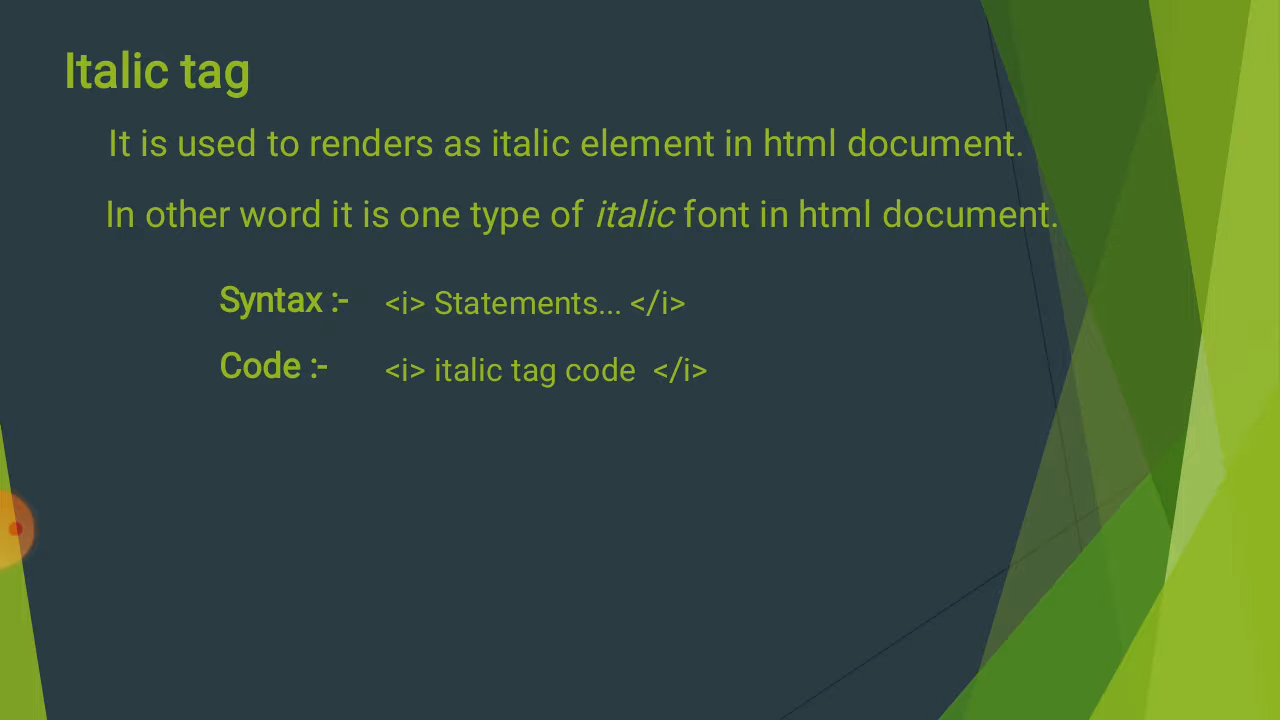 Italic tag
It is used to renders as italic element in html document.
In other word it is one type of italic font in html document.
Syntax :- <i> Statements... </i>
Code :- <i> italic tag code </i>